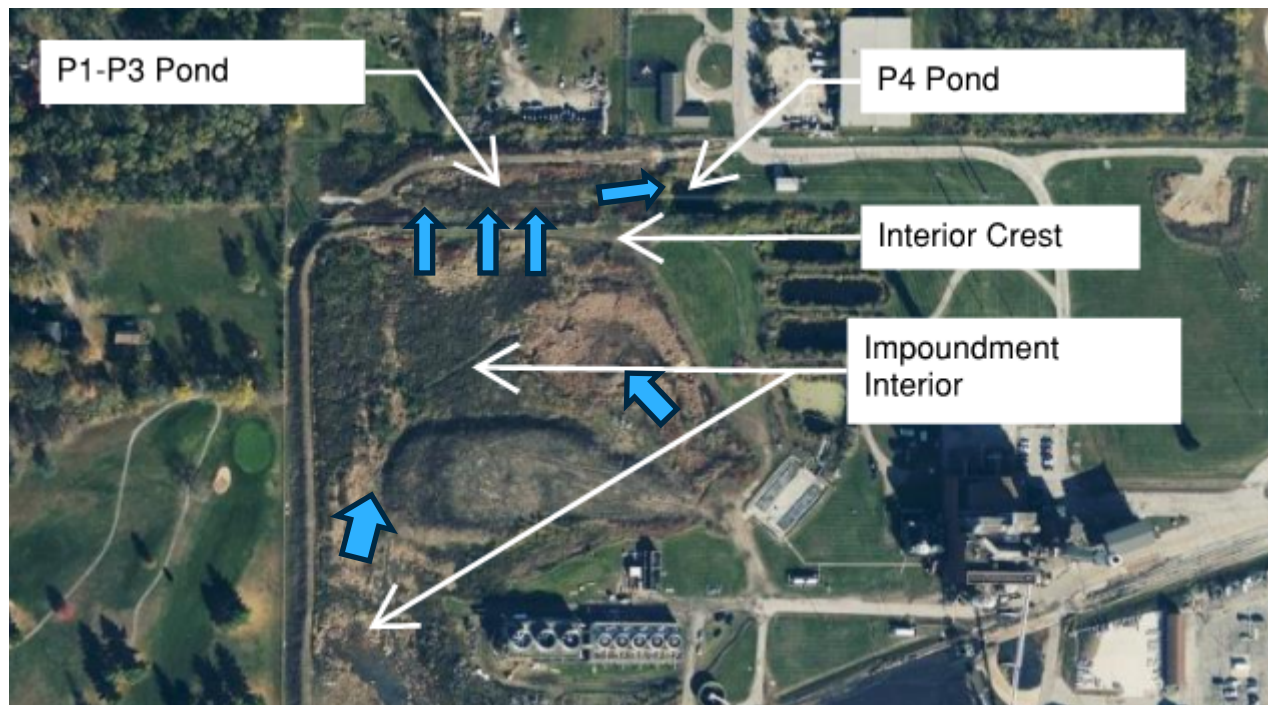 P1-P3 Pond
P4 Pond
Interior Crest
Impoundment
Interior